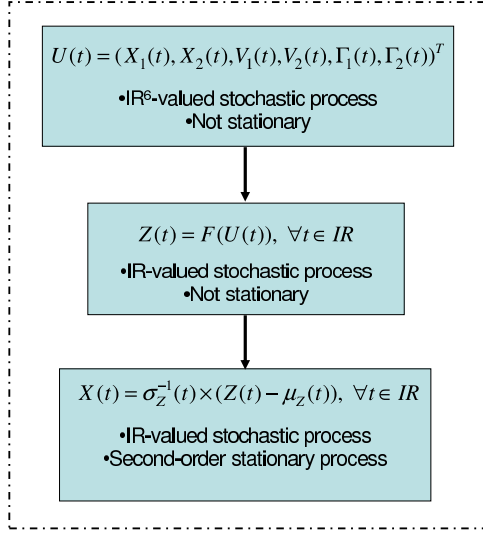 U(t) = (X₁(t), X₂(t), V₁(t), V₂(t), Γ₁(t), Γ₂(t))ᵀ
•IR⁶-valued stochastic process
•Not stationary
Z(t) = F(U(t)), ∀t ∈ IR
•IR-valued stochastic process
•Not stationary
X(t) = σ_Z⁻¹(t) × (Z(t) − μ_Z(t)), ∀t ∈ IR
•IR-valued stochastic process
•Second-order stationary process